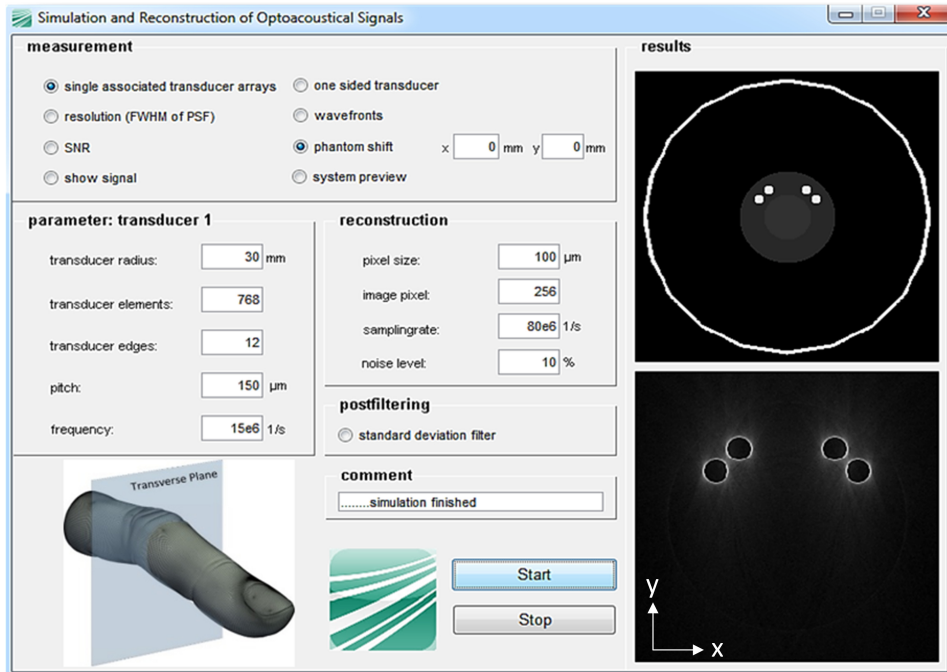 Simulation and Reconstruction of Optoacoustical Signals
measurement
single associated transducer arrays
one sided transducer
resolution (FWHM of PSF)
wavefronts
SNR
phantom shift x 0 mm y 0 mm
show signal
system preview
parameter: transducer 1
transducer radius: 30 mm
transducer elements: 768
transducer edges: 12
pitch: 150 µm
frequency: 15e6 1/s
reconstruction
pixel size: 100 µm
image pixel: 256
samplingrate: 80e6 1/s
noise level: 10 %
postfiltering
standard deviation filter
comment
........simulation finished
Transverse Plane
Start
Stop
results
y
x